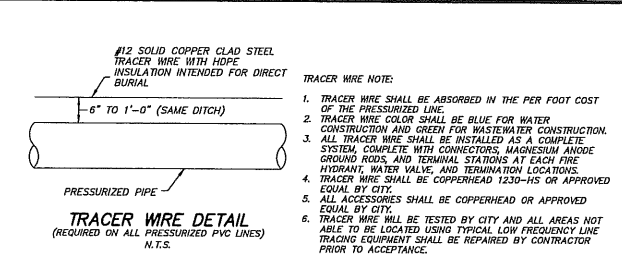 #12 SOLID COPPER CLAD STEEL
TRACER WIRE WITH HDPE
INSULATION INTENDED FOR DIRECT
BURIAL
6" TO 1'-0" (SAME DITCH)
PRESSURIZED PIPE
TRACER WIRE DETAIL
(REQUIRED ON ALL PRESSURIZED PVC LINES)
N.T.S.
TRACER WIRE NOTE:
1. TRACER WIRE SHALL BE ABSORBED IN THE PER FOOT COST
OF THE PRESSURIZED LINE.
2. TRACER WIRE COLOR SHALL BE BLUE FOR WATER
CONSTRUCTION AND GREEN FOR WASTEWATER CONSTRUCTION.
3. ALL TRACER WIRE SHALL BE INSTALLED AS A COMPLETE
SYSTEM, COMPLETE WITH CONNECTORS, MAGNESIUM ANODE
GROUND RODS, AND TERMINAL STATIONS AT EACH FIRE
HYDRANT, WATER VALVE, AND TERMINATION LOCATIONS.
4. TRACER WIRE SHALL BE COPPERHEAD 1230-HS OR APPROVED
EQUAL BY CITY.
5. ALL ACCESSORIES SHALL BE COPPERHEAD OR APPROVED
EQUAL BY CITY.
6. TRACER WIRE WILL BE TESTED BY CITY AND ALL AREAS NOT
ABLE TO BE LOCATED USING TYPICAL LOW FREQUENCY LINE
TRACING EQUIPMENT SHALL BE REPAIRED BY CONTRACTOR
PRIOR TO ACCEPTANCE.